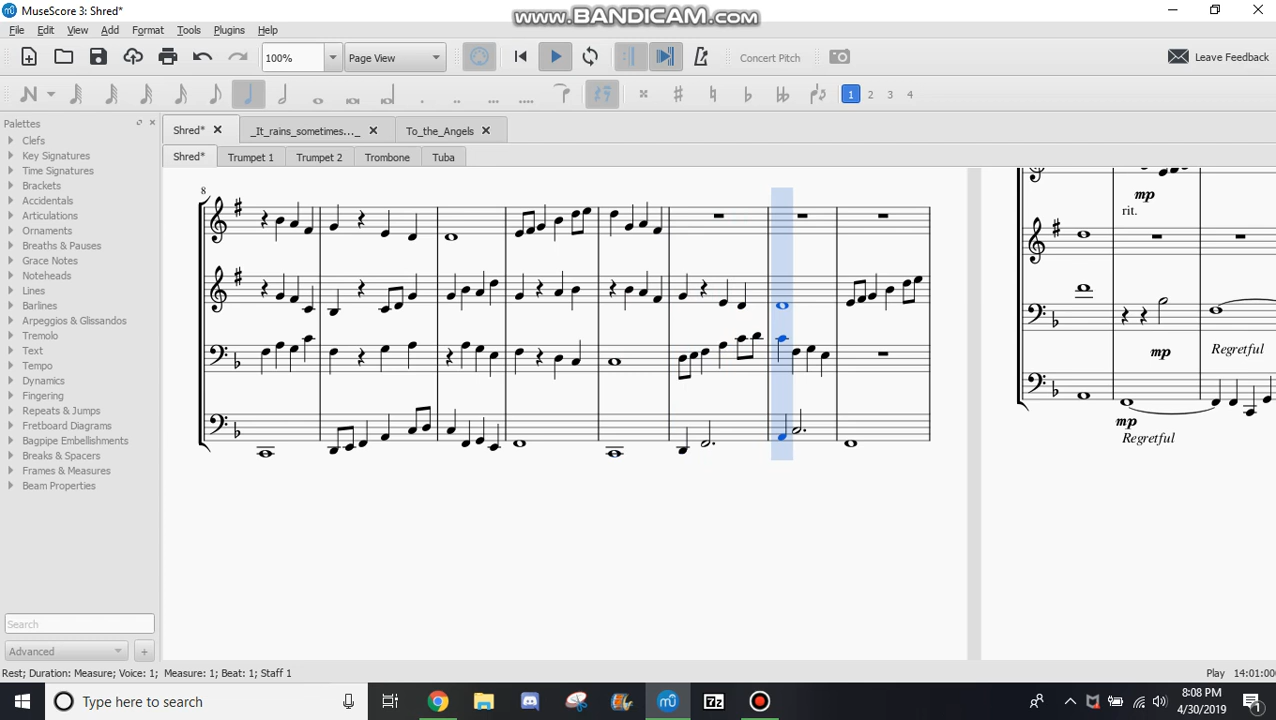 MuseScore 3: Shred*
www.BANDICAM.com
File Edit View Add Format Tools Plugins Help
100% Page View Concert Pitch Leave Feedback
1 2 3 4
Palettes
Clefs
Key Signatures
Time Signatures
Brackets
Accidentals
Articulations
Ornaments
Breaths & Pauses
Grace Notes
Noteheads
Lines
Barlines
Arpeggios & Glissandos
Tremolo
Text
Tempo
Dynamics
Fingering
Repeats & Jumps
Fretboard Diagrams
Bagpipe Embellishments
Breaks & Spacers
Frames & Measures
Beam Properties
Search
Advanced +
Shred* _It_rains_sometimes..._ To_the_Angels
Shred* Trumpet 1 Trumpet 2 Trombone Tuba
8
mp
rit.
mp
Regretful
mp
Regretful
Rest; Duration: Measure; Voice: 1; Measure: 1; Beat: 1; Staff 1
Play 14:01:00
Type here to search
7z
8:08 PM
4/30/2019
1